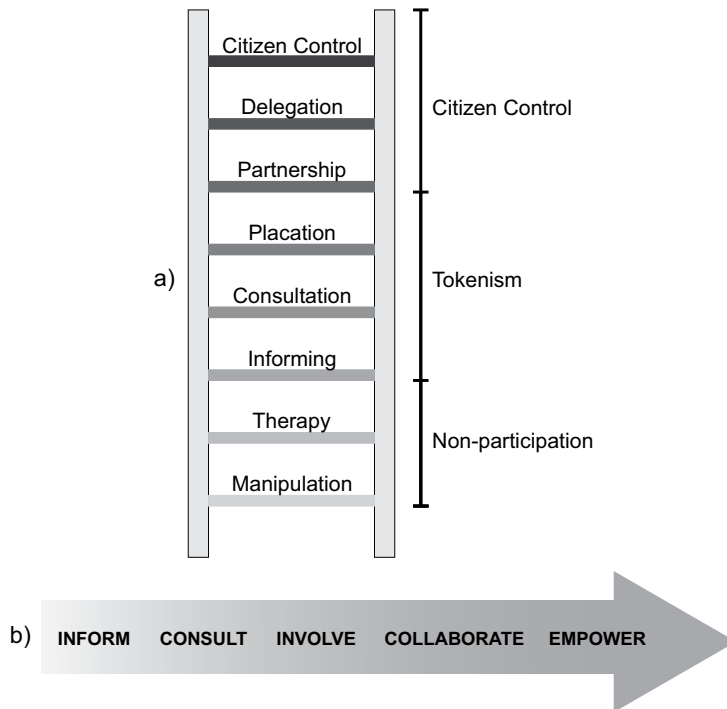 Citizen Control
Delegation
Citizen Control
Partnership
Placation
a)
Tokenism
Consultation
Informing
Therapy
Non-participation
Manipulation
b)
INFORM CONSULT INVOLVE COLLABORATE EMPOWER